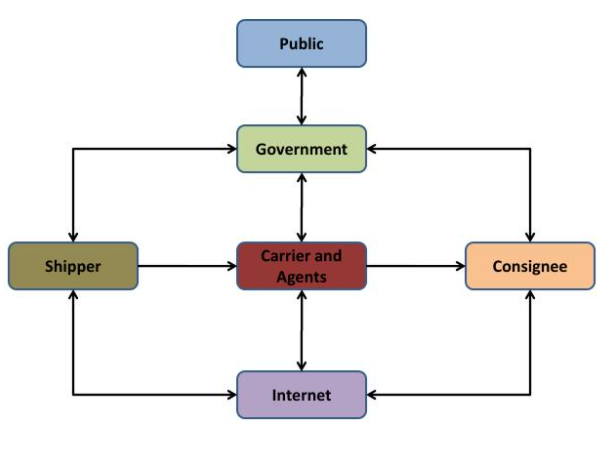 Public
Government
Shipper
Carrier and
Agents
Consignee
Internet